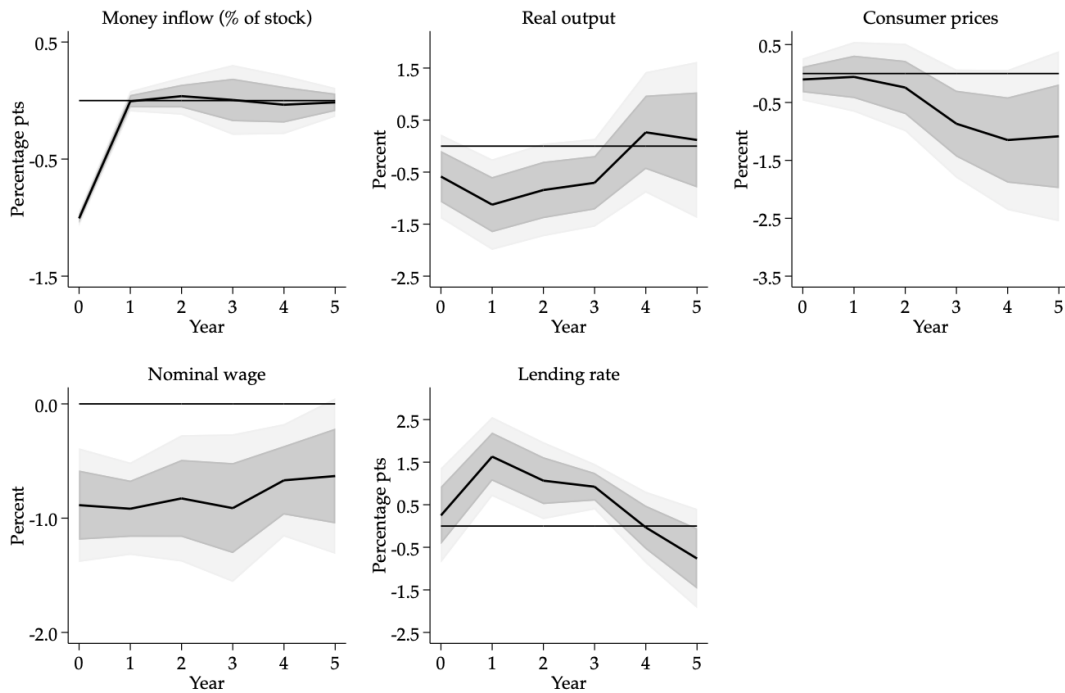 Money inflow (% of stock)
Percentage pts
0.5
-0.5
-1.5
0 1 2 3 4 5
Year
Real output
Percent
1.5
0.5
-0.5
-1.5
-2.5
0 1 2 3 4 5
Year
Consumer prices
Percent
0.5
-0.5
-1.5
-2.5
-3.5
0 1 2 3 4 5
Year
Nominal wage
Percent
0.0
-1.0
-2.0
0 1 2 3 4 5
Year
Lending rate
Percentage pts
2.5
1.5
0.5
-0.5
-1.5
-2.5
0 1 2 3 4 5
Year